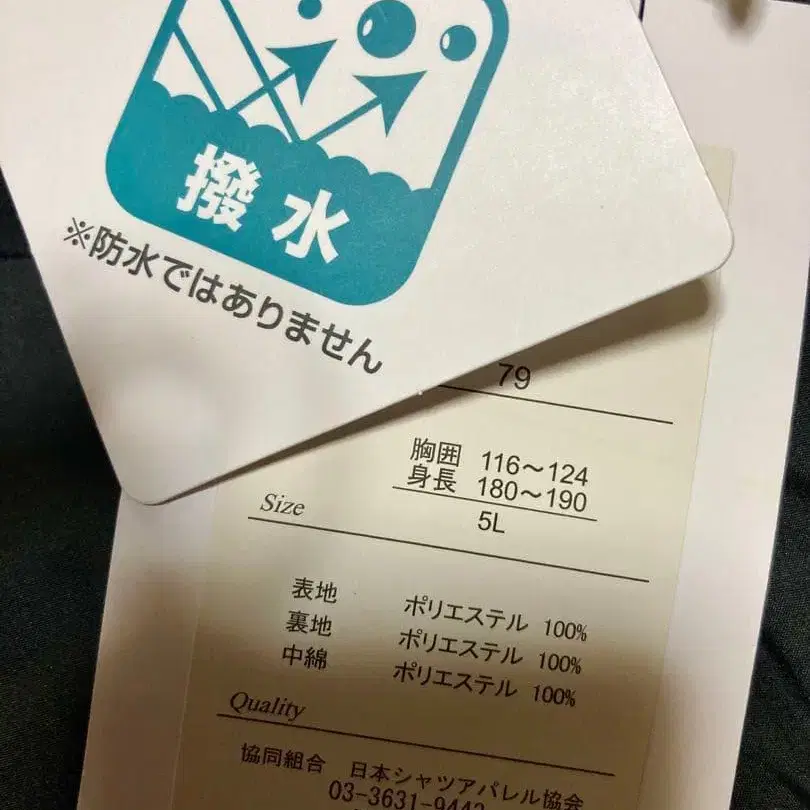 撥水
※防水ではありません
79
胸囲 116〜124
身長 180〜190
Size
5L
表地 ポリエステル 100%
裏地 ポリエステル 100%
中綿 ポリエステル 100%
Quality
協同組合 日本シャツアパレル協会
03-3631-9442